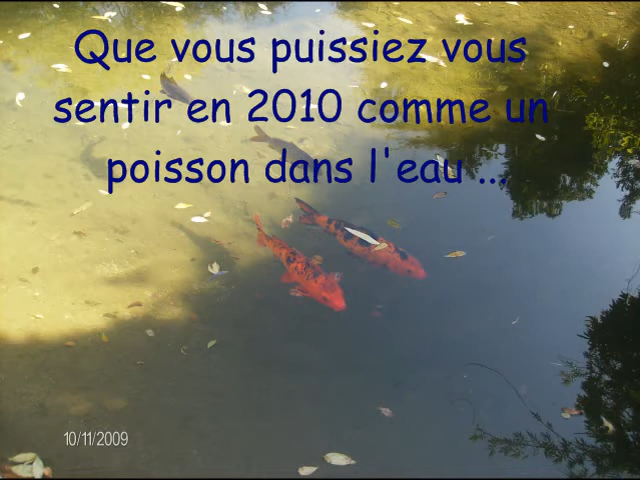 Que vous puissiez vous
sentir en 2010 comme un
poisson dans l'eau ...
10/11/2009